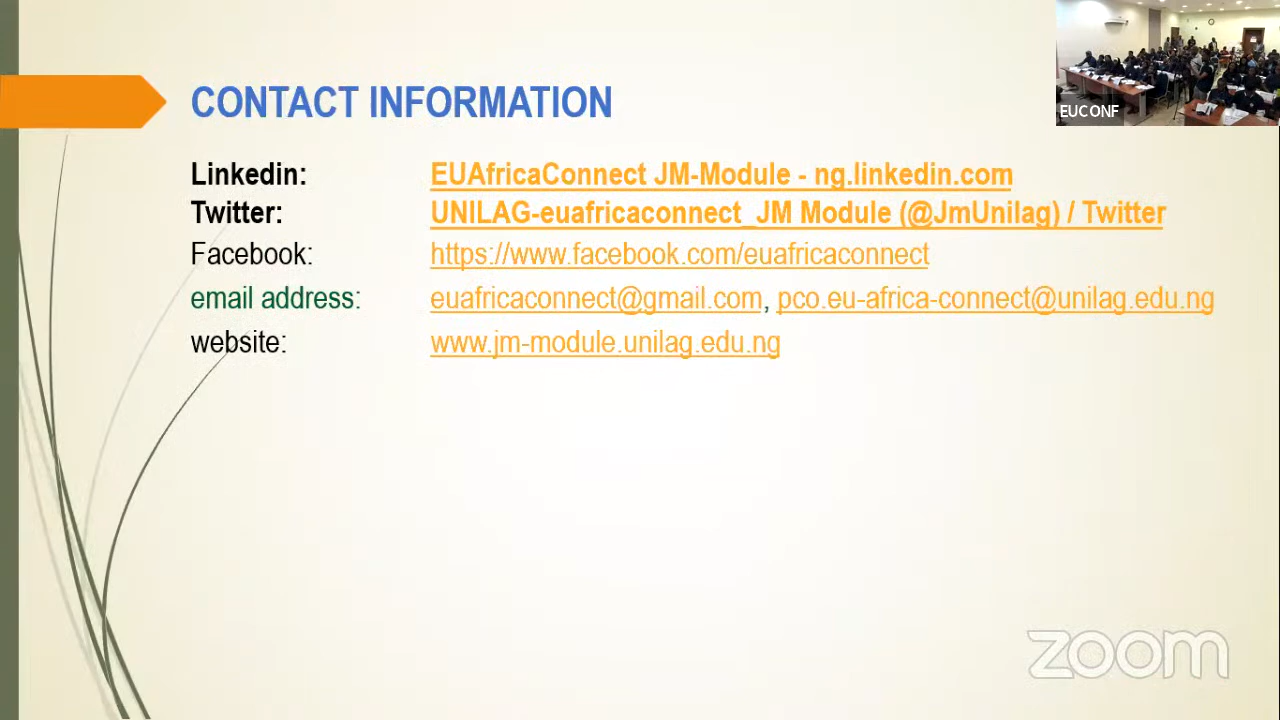 EUCONF
CONTACT INFORMATION
Linkedin: EUAfricaConnect JM-Module - ng.linkedin.com
Twitter: UNILAG-euafricaconnect_JM Module (@JmUnilag) / Twitter
Facebook: https://www.facebook.com/euafricaconnect
email address: euafricaconnect@gmail.com, pco.eu-africa-connect@unilag.edu.ng
website: www.jm-module.unilag.edu.ng
zoom